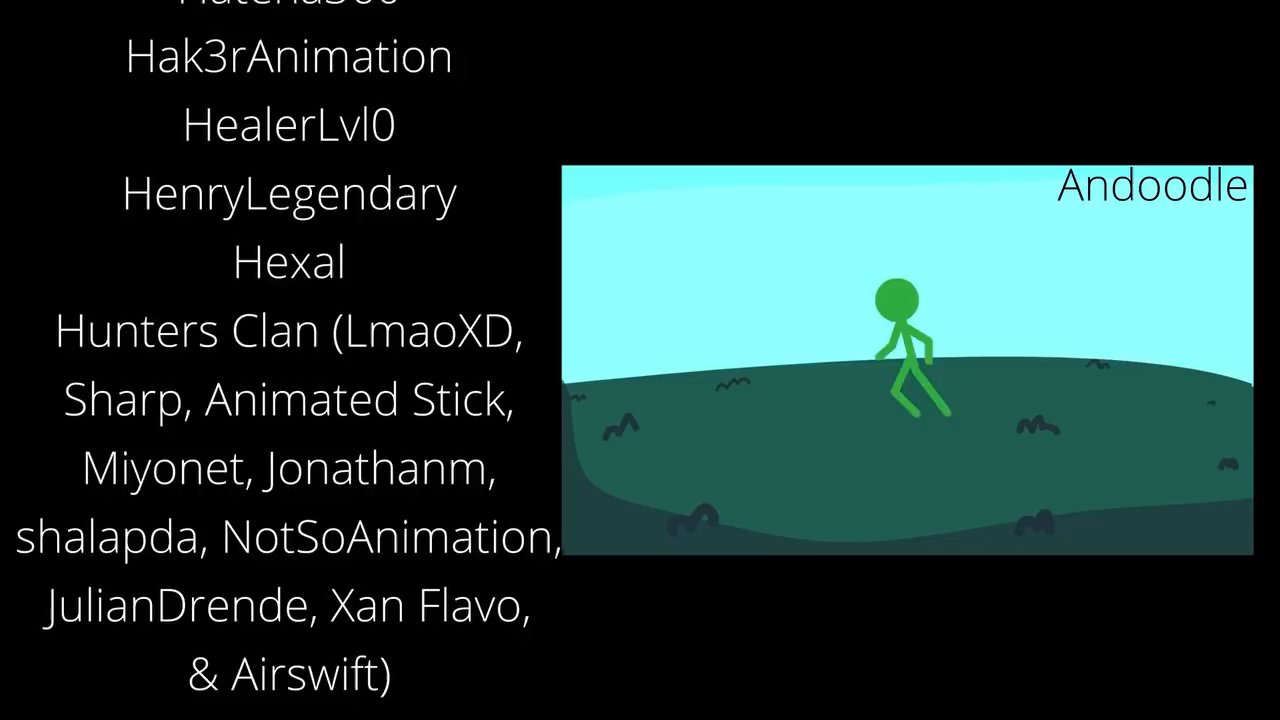 Hak3rAnimation
HealerLvl0
HenryLegendary
Hexal
Hunters Clan (LmaoXD,
Sharp, Animated Stick,
Miyonet, Jonathanm,
shalapda, NotSoAnimation,
JulianDrende, Xan Flavo,
& Airswift)
Andoodle